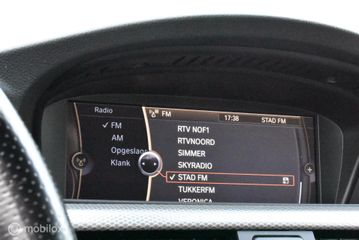 Radio
FM
17:38
STAD FM
✓ FM
AM
Opgeslag
Klank
RTV NOF1
RTVNOORD
SIMMER
SKYRADIO
✓ STAD FM
TUKKERFM
VERONICA
© mobilox